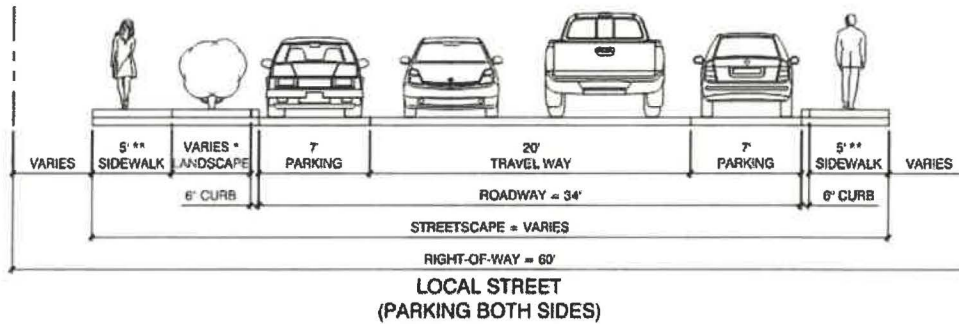 VARIES
5' **
SIDEWALK
VARIES *
LANDSCAPE
7'
PARKING
20'
TRAVEL WAY
7'
PARKING
5' **
SIDEWALK
VARIES
6" CURB
ROADWAY = 34'
6" CURB
STREETSCAPE = VARIES
RIGHT-OF-WAY = 60'
LOCAL STREET
(PARKING BOTH SIDES)